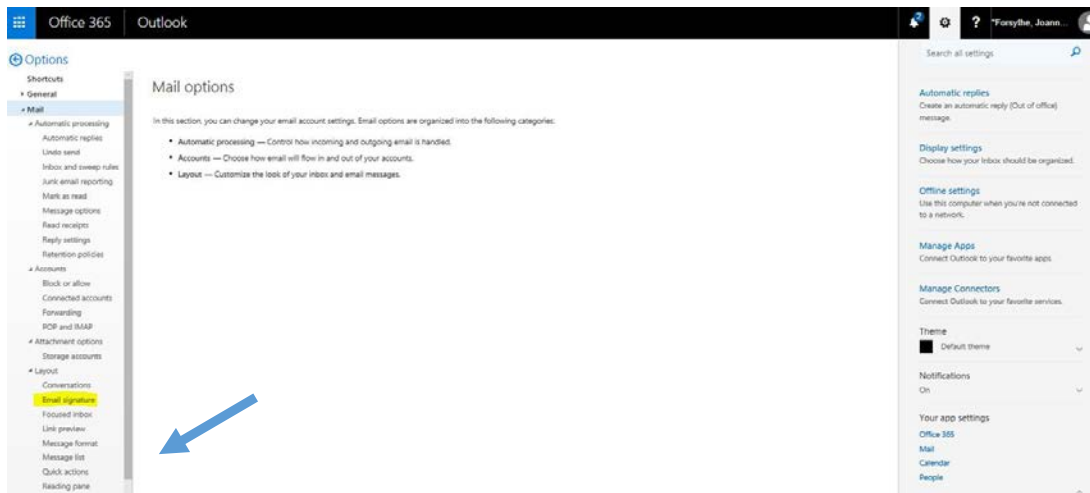 Office 365 Outlook 2 ? "Forsythe, Joann...
Options
Shortcuts
General
Mail
Automatic processing
Automatic replies
Undo send
Inbox and sweep rules
Junk email reporting
Mark as read
Message options
Read receipts
Reply settings
Retention policies
Accounts
Block or allow
Connected accounts
Forwarding
POP and IMAP
Attachment options
Storage accounts
Layout
Conversations
Email signature
Focused inbox
Link preview
Message format
Message list
Quick actions
Reading pane
Mail options
In this section, you can change your email account settings. Email options are organized into the following categories:
• Automatic processing — Control how incoming and outgoing email is handled.
• Accounts — Choose how email will flow in and out of your accounts.
• Layout — Customize the look of your inbox and email messages.
Search all settings
Automatic replies
Create an automatic reply (Out of office)
message.
Display settings
Choose how your Inbox should be organized.
Offline settings
Use this computer when you're not connected
to a network.
Manage Apps
Connect Outlook to your favorite apps.
Manage Connectors
Connect Outlook to your favorite services.
Theme
Default theme
Notifications
On
Your app settings
Office 365
Mail
Calendar
People